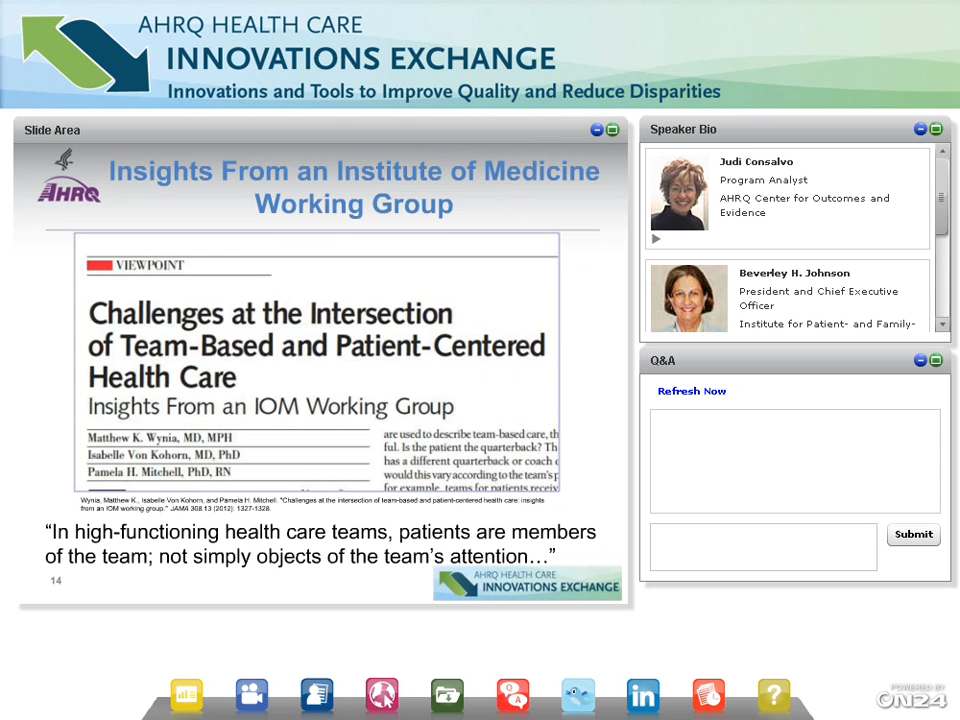 AHRQ HEALTH CARE
INNOVATIONS EXCHANGE
Innovations and Tools to Improve Quality and Reduce Disparities
Slide Area
AHRQ
Insights From an Institute of Medicine
Working Group
VIEWPOINT
Challenges at the Intersection
of Team-Based and Patient-Centered
Health Care
Insights From an IOM Working Group
Matthew K. Wynia, MD, MPH
Isabelle Von Kohorn, MD, PhD
Pamela H. Mitchell, PhD, RN
are used to describe team-based care, th
ful. Is the patient the quarterback? Th
has a different quarterback or coach
would this vary according to the team's p
for example, teams for patients receiv
Wynia, Matthew K., Isabelle Von Kohorn, and Pamela H. Mitchell. "Challenges at the intersection of team-based and patient-centered health care: insights
from an IOM working group." JAMA 308.13 (2012): 1327-1328.
“In high-functioning health care teams, patients are members
of the team; not simply objects of the team’s attention…”
14
AHRQ HEALTH CARE
INNOVATIONS EXCHANGE
Speaker Bio
Judi Consalvo
Program Analyst
AHRQ Center for Outcomes and
Evidence
Beverley H. Johnson
President and Chief Executive
Officer
Institute for Patient- and Family-
Q&A
Refresh Now
Submit
Q
A
in
?
POWERED BY
ON24